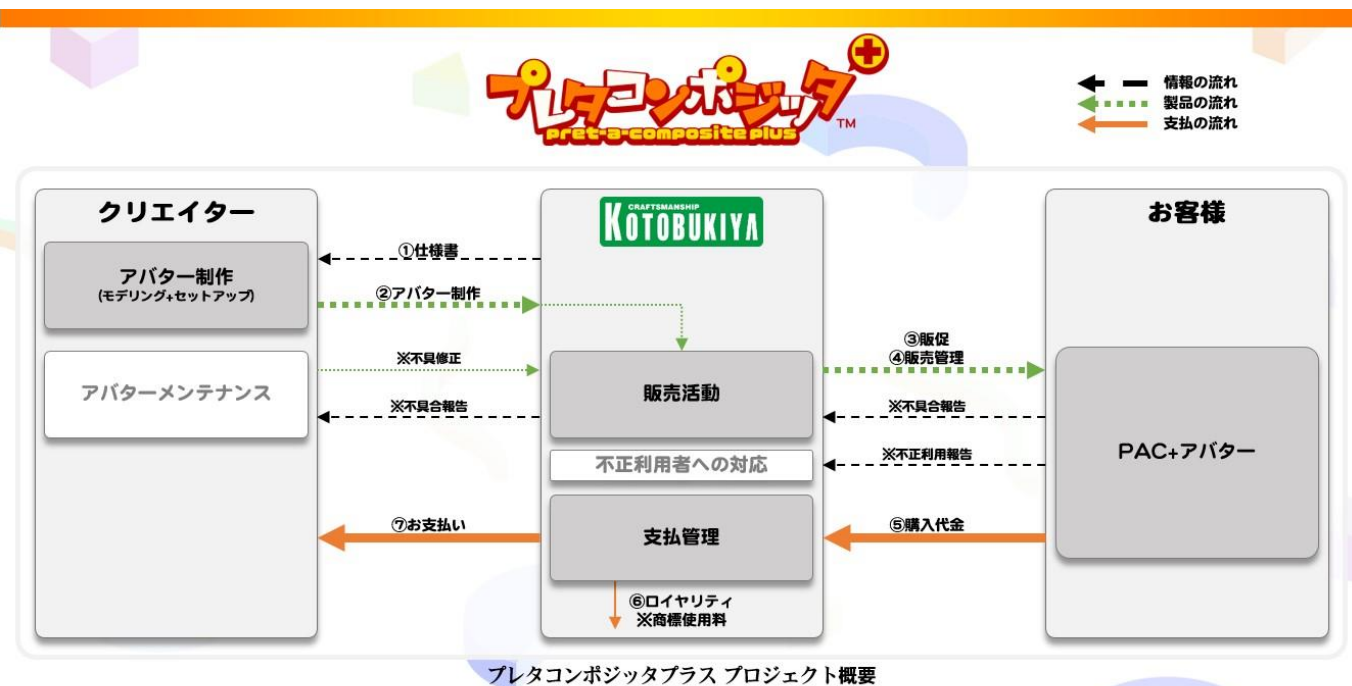 プレタコンポジッタ+
pret-a-composite plus
TM
情報の流れ
製品の流れ
支払の流れ
クリエイター
アバター制作
(モデリング+セットアップ)
アバターメンテナンス
①仕様書
②アバター制作
※不具修正
※不具合報告
⑦お支払い
CRAFTSMANSHIP
KOTOBUKIYA
販売活動
不正利用者への対応
支払管理
⑥ロイヤリティ
※商標使用料
③販促
④販売管理
※不具合報告
※不正利用報告
⑤購入代金
お客様
PAC+アバター
プレタコンポジッタプラス プロジェクト概要